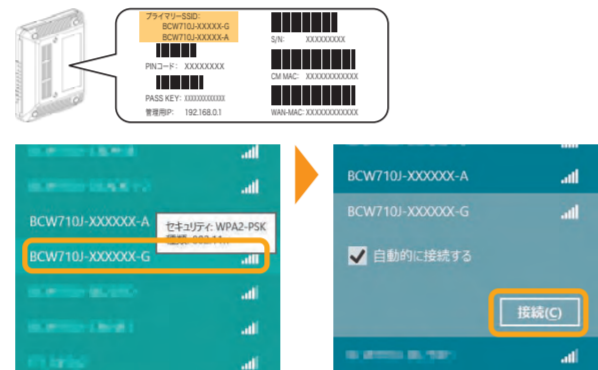 プライマリーSSID:
BCW710J-XXXXX-G
BCW710J-XXXXX-A
PINコード: XXXXXXXX
PASS KEY: XXXXXXXXXXXXX
管理用IP: 192.168.0.1
S/N: XXXXXXXXX
CM MAC: XXXXXXXXXXXX
WAN-MAC: XXXXXXXXXXXX
BCW710J-XXXXXX-A
セキュリティ: WPA2-PSK
BCW710J-XXXXXX-G
BCW710J-XXXXXX-A
BCW710J-XXXXXX-G
自動的に接続する
接続(C)